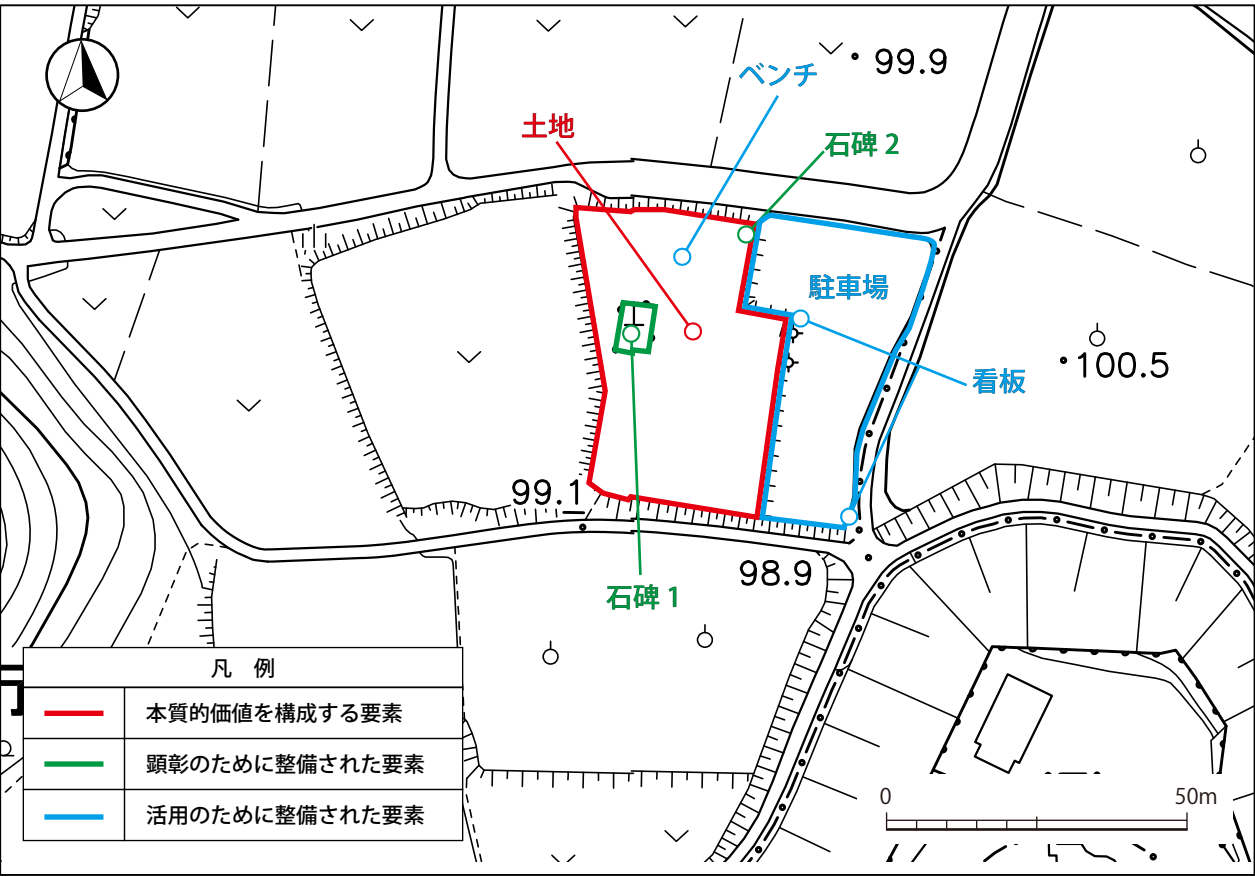 99.9
ベンチ
土地
石碑 2
駐車場
100.5
看板
99.1
98.9
石碑 1
凡 例
本質的価値を構成する要素
顕彰のために整備された要素
活用のために整備された要素
0 50m